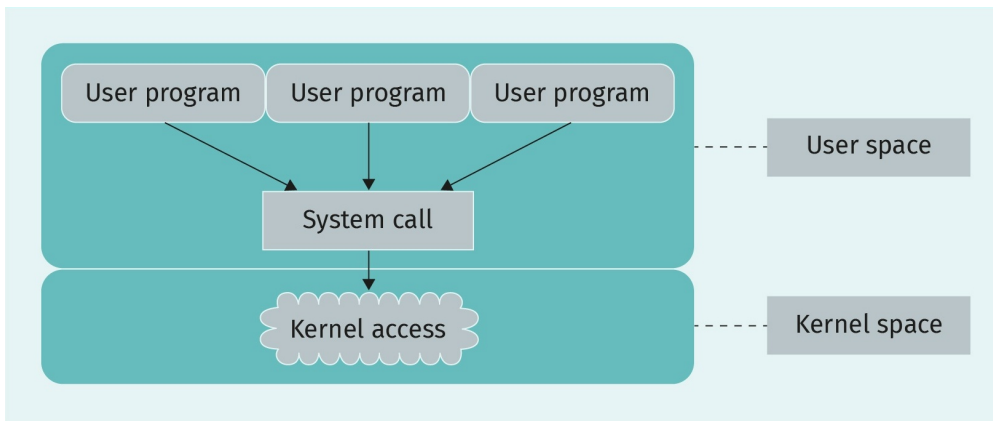 User program
User program
User program
User space
System call
Kernel access
Kernel space